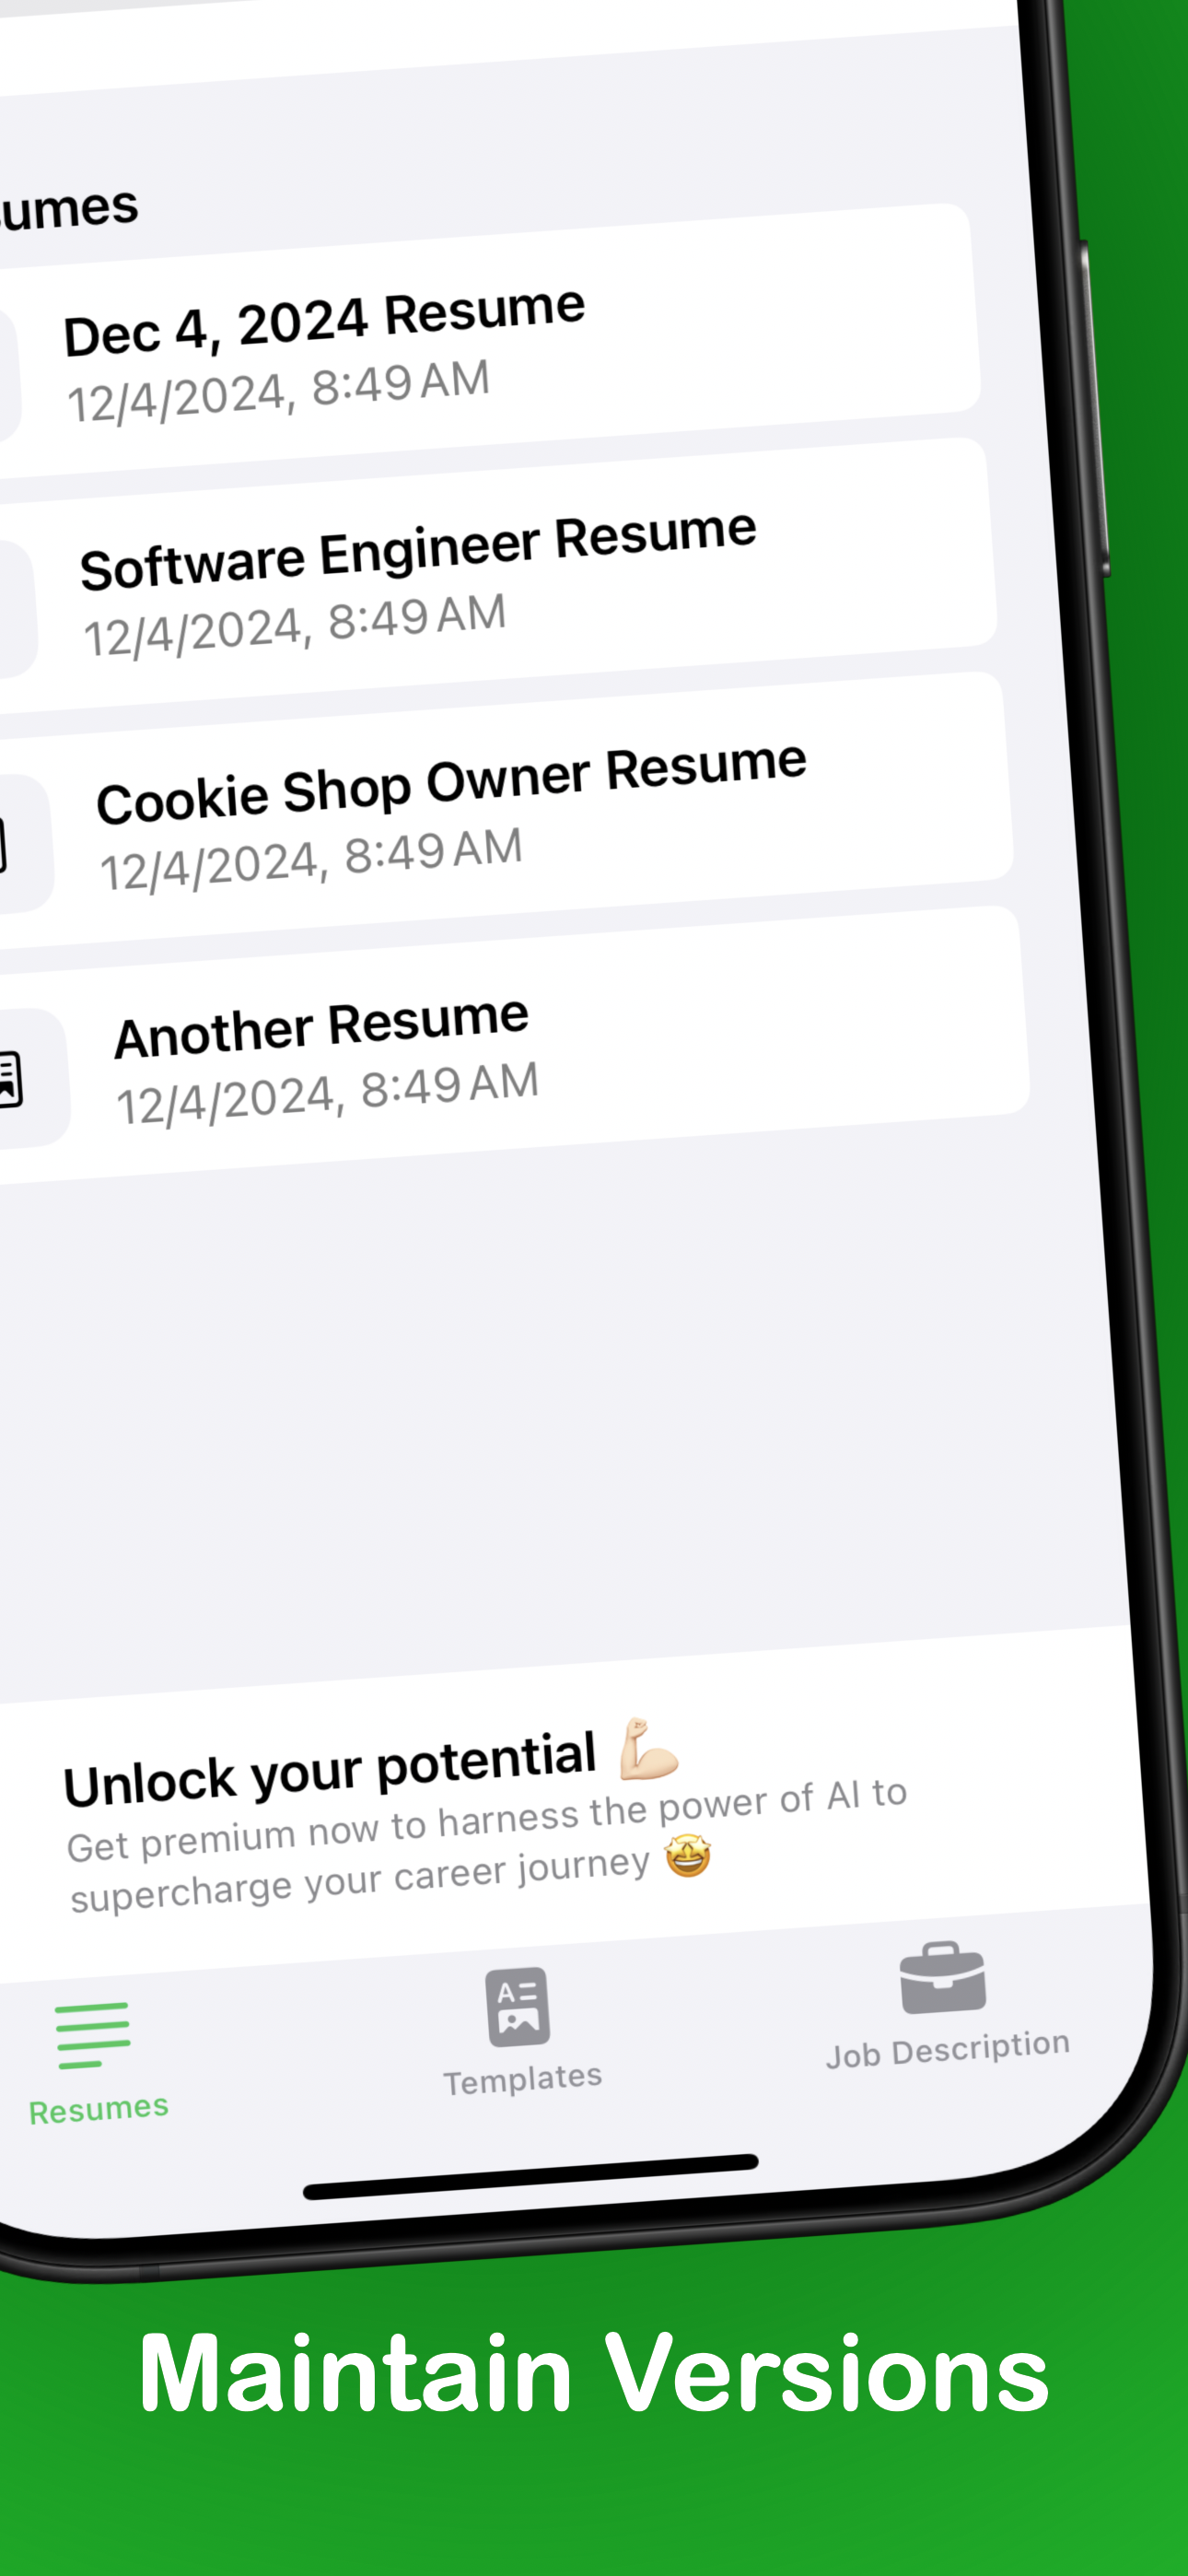 umes
Dec 4, 2024 Resume
12/4/2024, 8:49 AM
Software Engineer Resume
12/4/2024, 8:49 AM
Cookie Shop Owner Resume
12/4/2024, 8:49 AM
Another Resume
12/4/2024, 8:49 AM
Unlock your potential 💪🏻
Get premium now to harness the power of AI to
supercharge your career journey 🤩
Resumes
Templates
Job Description
Maintain Versions